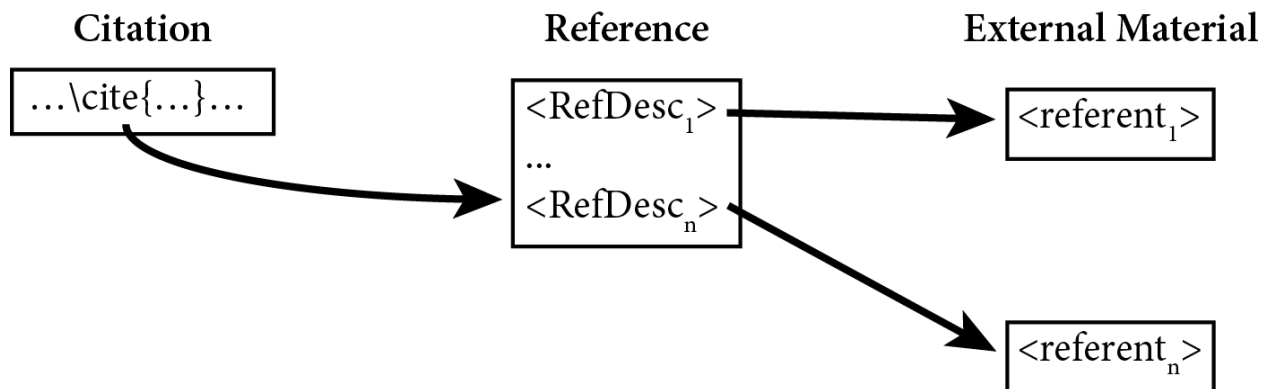 Citation Reference External Material
...\cite{...}...
<RefDesc₁>
...
<RefDescₙ>
<referent₁>
<referentₙ>